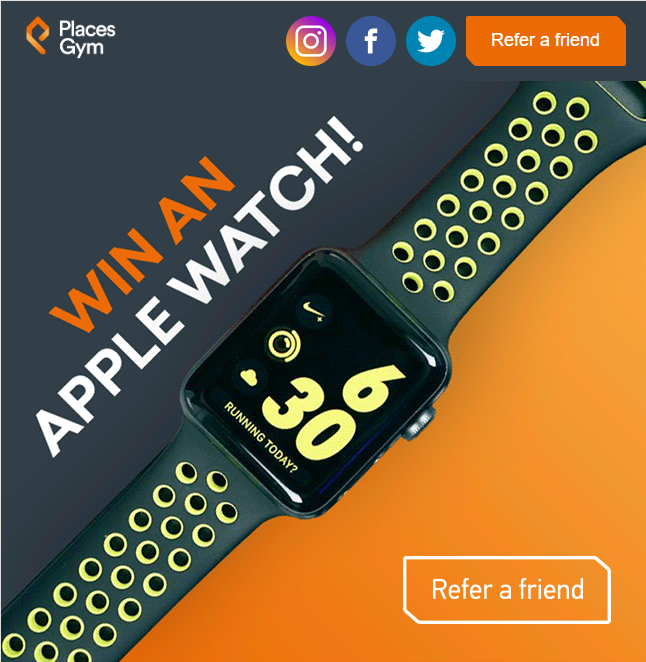 Places
Gym
Refer a friend
WIN AN
APPLE WATCH!
6
30
RUNNING TODAY?
Refer a friend